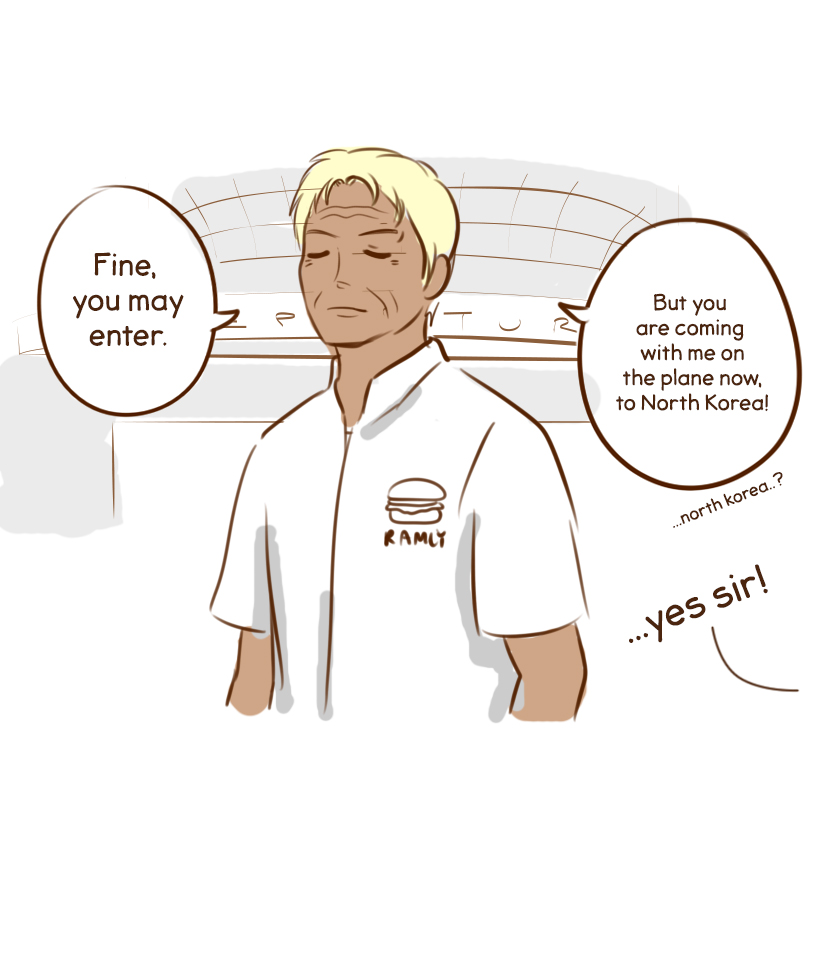 Fine,
you may
enter.
But you
are coming
with me on
the plane now,
to North Korea!
...north korea..?
...yes sir!
P
T U R
RAMLY